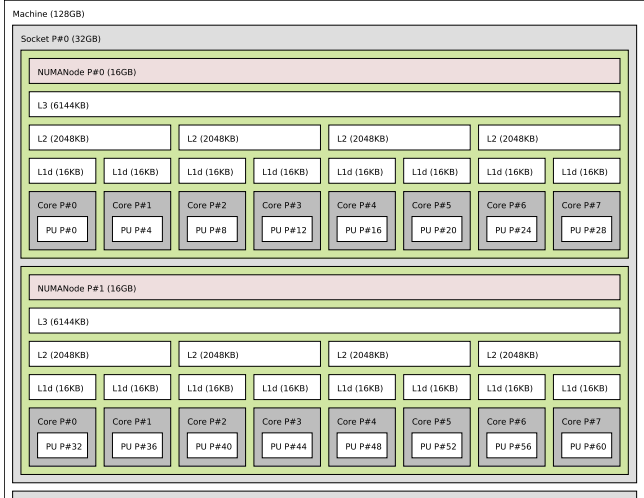 Machine (128GB)
Socket P#0 (32GB)
NUMANode P#0 (16GB)
L3 (6144KB)
L2 (2048KB) L2 (2048KB) L2 (2048KB) L2 (2048KB)
L1d (16KB) L1d (16KB) L1d (16KB) L1d (16KB) L1d (16KB) L1d (16KB) L1d (16KB) L1d (16KB)
Core P#0 Core P#1 Core P#2 Core P#3 Core P#4 Core P#5 Core P#6 Core P#7
PU P#0 PU P#4 PU P#8 PU P#12 PU P#16 PU P#20 PU P#24 PU P#28
NUMANode P#1 (16GB)
L3 (6144KB)
L2 (2048KB) L2 (2048KB) L2 (2048KB) L2 (2048KB)
L1d (16KB) L1d (16KB) L1d (16KB) L1d (16KB) L1d (16KB) L1d (16KB) L1d (16KB) L1d (16KB)
Core P#0 Core P#1 Core P#2 Core P#3 Core P#4 Core P#5 Core P#6 Core P#7
PU P#32 PU P#36 PU P#40 PU P#44 PU P#48 PU P#52 PU P#56 PU P#60